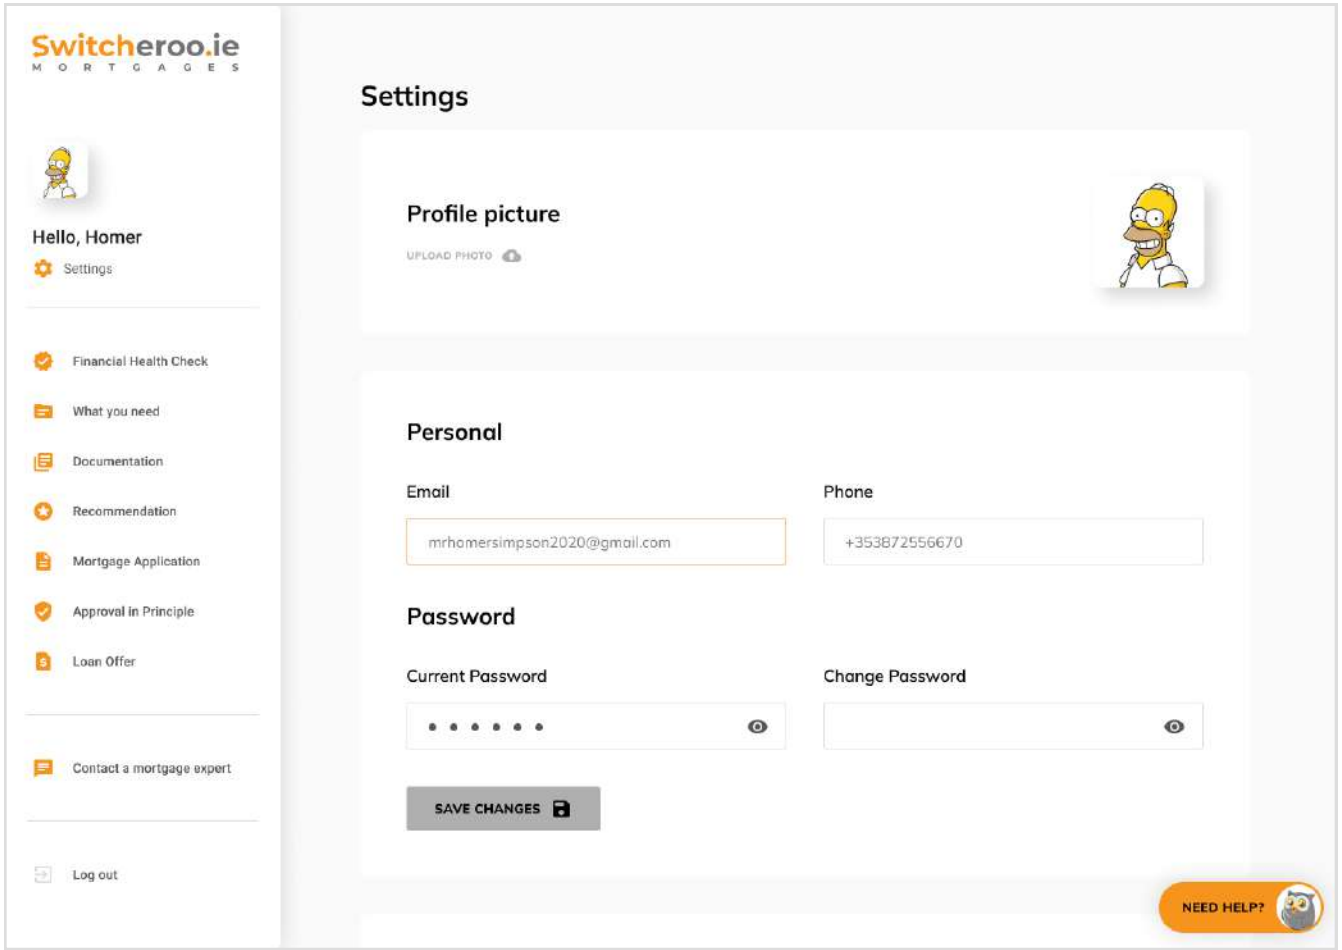 Switcheroo.ie
MORTGAGES
Hello, Homer
Settings
Financial Health Check
What you need
Documentation
Recommendation
Mortgage Application
Approval in Principle
Loan Offer
Contact a mortgage expert
Log out
Settings
Profile picture
UPLOAD PHOTO
Personal
Email
Phone
mrhomersimpson2020@gmail.com
+353872556670
Password
Current Password
Change Password
SAVE CHANGES
NEED HELP?